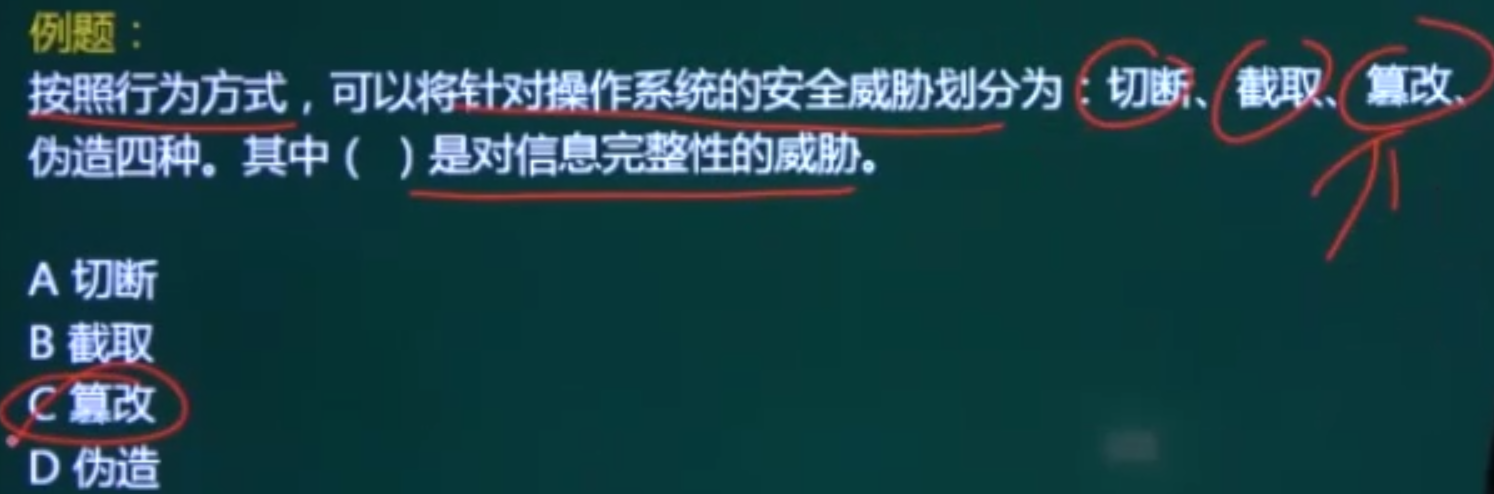 例题：
按照行为方式，可以将针对操作系统的安全威胁划分为：切断、截取、篡改、
伪造四种。其中（ ）是对信息完整性的威胁。
A 切断
B 截取
C 篡改
D 伪造